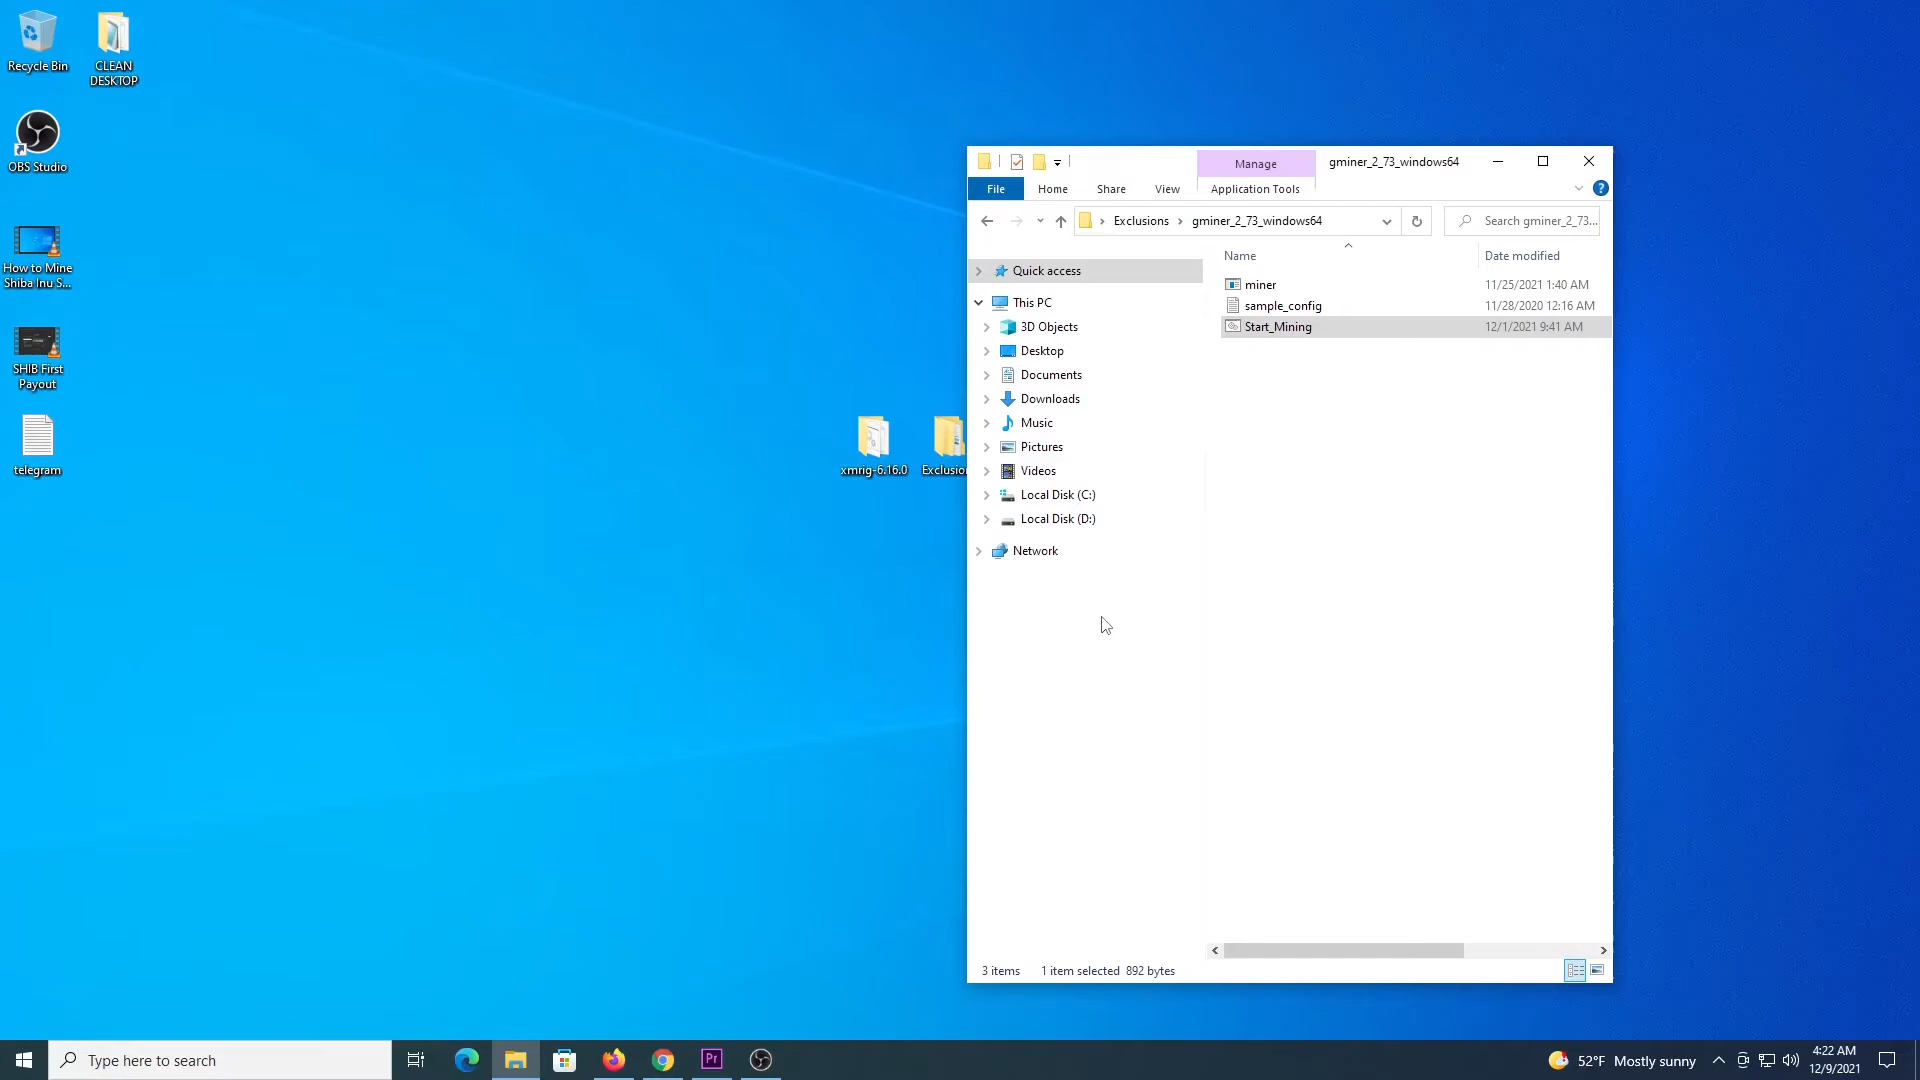 Recycle Bin
CLEAN
DESKTOP
OBS Studio
How to Mine
Shiba Inu S...
SHIB First
Payout
telegram
xmrig-6.16.0
Exclusio
Manage
gminer_2_73_windows64
File
Home
Share
View
Application Tools
Exclusions
gminer_2_73_windows64
Search gminer_2_73...
Name
Date modified
Quick access
miner
11/25/2021 1:40 AM
sample_config
11/28/2020 12:16 AM
Start_Mining
12/1/2021 9:41 AM
This PC
3D Objects
Desktop
Documents
Downloads
Music
Pictures
Videos
Local Disk (C:)
Local Disk (D:)
Network
3 items
1 item selected 892 bytes
Type here to search
Pr
52°F Mostly sunny
4:22 AM
12/9/2021